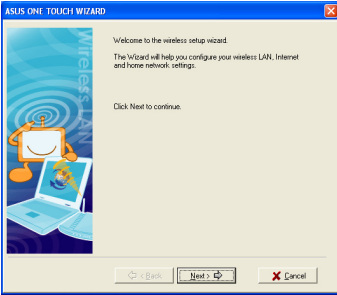 ASUS ONE TOUCH WIZARD
Wireless LAN
Welcome to the wireless setup wizard.
The Wizard will help you configure your wireless LAN, Internet
and home network settings.
Click Next to continue.
< Back
Next >
Cancel